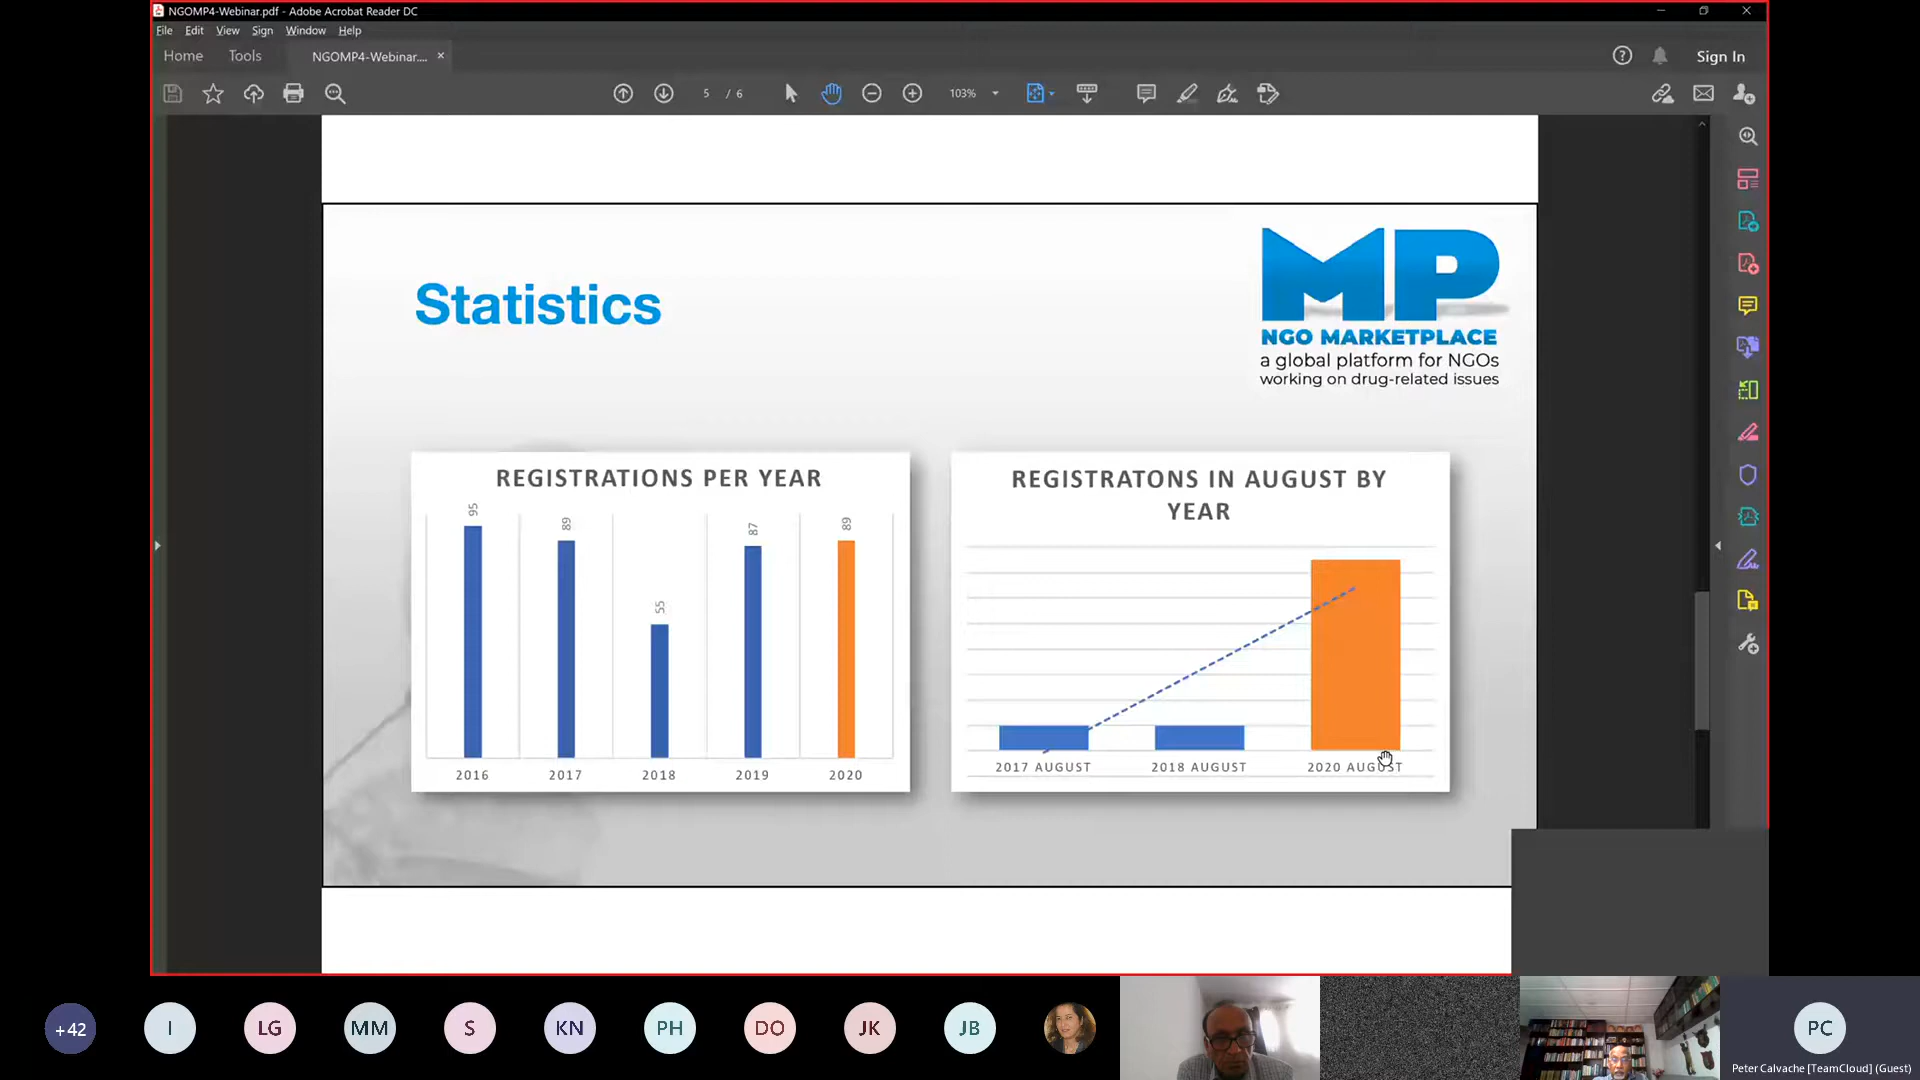 NGOMP4-Webinar.pdf - Adobe Acrobat Reader DC
File Edit View Sign Window Help
Home Tools NGOMP4-Webinar.... ×
Sign In
5 / 6
103%
Statistics
MP
NGO MARKETPLACE
a global platform for NGOs
working on drug-related issues
REGISTRATIONS PER YEAR
95 89 55 87 89
2016 2017 2018 2019 2020
REGISTRATONS IN AUGUST BY
YEAR
2017 AUGUST 2018 AUGUST 2020 AUGUST
+42 I LG MM S KN PH DO JK JB PC
Peter Calvache [TeamCloud] (Guest)